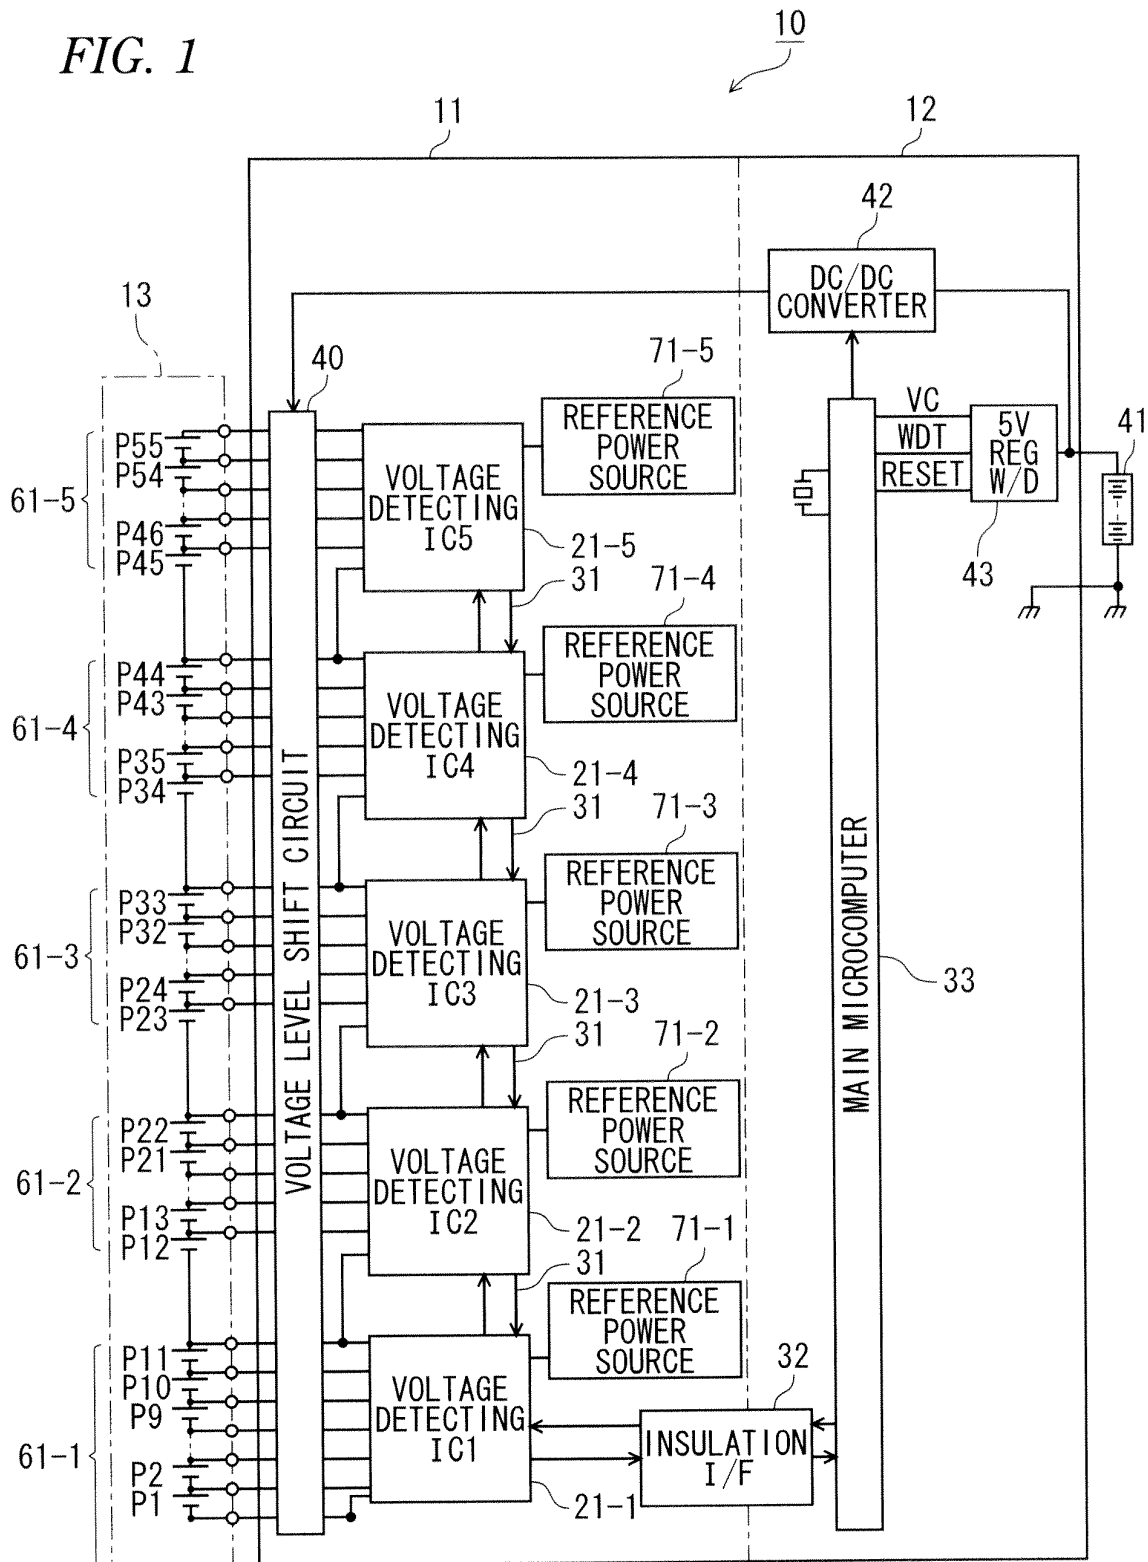 FIG. 1
10
11
12
42
DC/DC
CONVERTER
13
40
71-5
REFERENCE
POWER
SOURCE
VC
WDT
RESET
5V
REG
W/D
41
43
P55
P54
P46
P45
61-5
VOLTAGE
DETECTING
IC5
21-5
31
71-4
REFERENCE
POWER
SOURCE
P44
P43
P35
P34
61-4
VOLTAGE
DETECTING
IC4
21-4
31
71-3
REFERENCE
POWER
SOURCE
VOLTAGE LEVEL SHIFT CIRCUIT
MAIN MICROCOMPUTER
33
P33
P32
P24
P23
61-3
VOLTAGE
DETECTING
IC3
21-3
31
71-2
REFERENCE
POWER
SOURCE
P22
P21
P13
P12
61-2
VOLTAGE
DETECTING
IC2
21-2
31
71-1
REFERENCE
POWER
SOURCE
P11
P10
P9
P2
P1
61-1
VOLTAGE
DETECTING
IC1
21-1
32
INSULATION
I/F